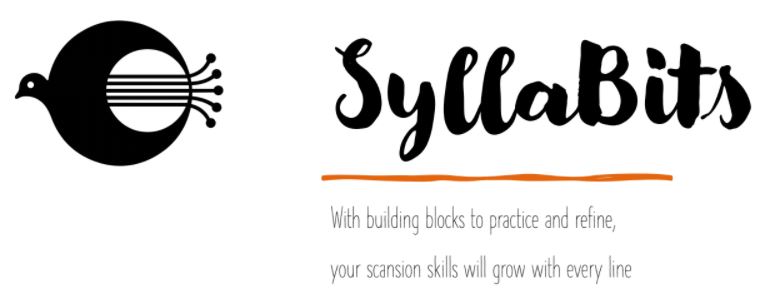 SyllaBits
With building blocks to practice and refine,
your scansion skills will grow with every line